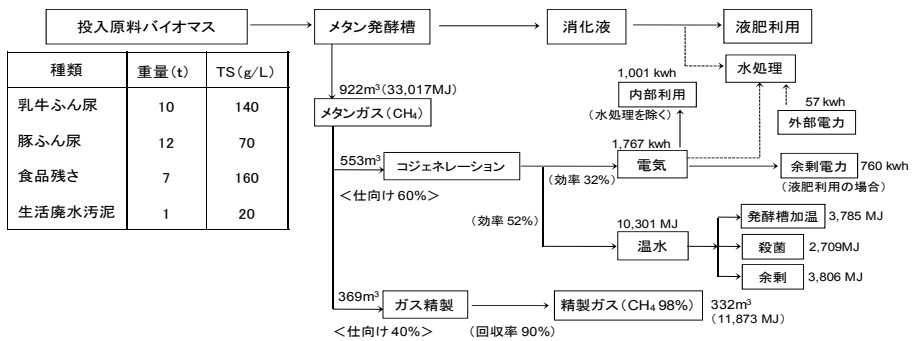 投入原料バイオマス
メタン発酵槽
消化液
液肥利用
種類 重量(t) TS(g/L)
乳牛ふん尿 10 140
豚ふん尿 12 70
食品残さ 7 160
生活廃水汚泥 1 20
922m³(33,017MJ)
メタンガス(CH₄)
1,001 kwh
内部利用
(水処理を除く)
水処理
57 kwh
外部電力
553m³
コジェネレーション
<仕向け 60%>
(効率 32%)
1,767 kwh
電気
余剰電力
760 kwh
(液肥利用の場合)
(効率 52%)
10,301 MJ
温水
発酵槽加温
3,785 MJ
殺菌
2,709MJ
余剰
3,806 MJ
369m³
ガス精製
<仕向け 40%>
(回収率 90%)
精製ガス(CH₄ 98%)
332m³
(11,873 MJ)